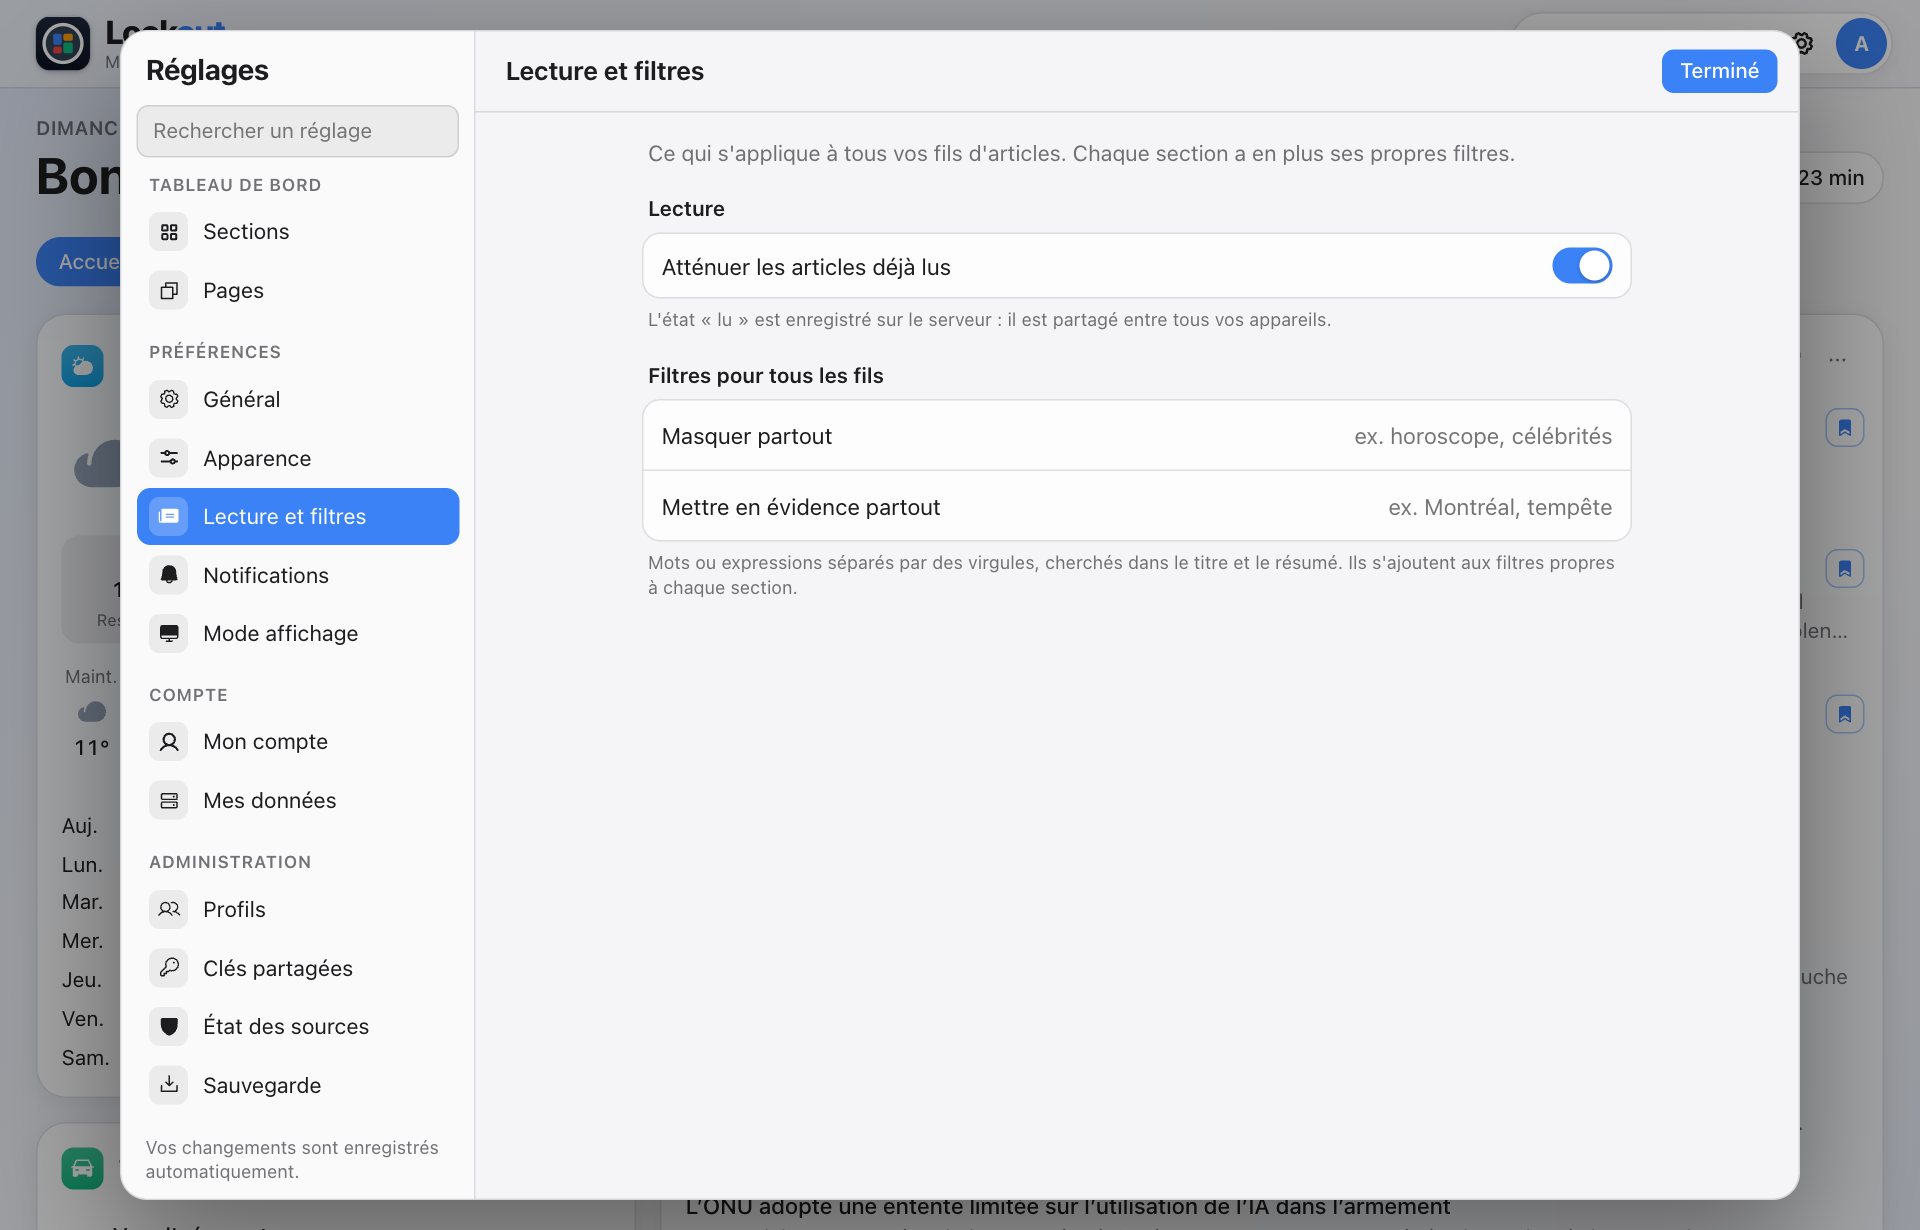 Réglages
Rechercher un réglage
TABLEAU DE BORD
Sections
Pages
PRÉFÉRENCES
Général
Apparence
Lecture et filtres
Notifications
Mode affichage
COMPTE
Mon compte
Mes données
ADMINISTRATION
Profils
Clés partagées
État des sources
Sauvegarde
Vos changements sont enregistrés
automatiquement.
Lecture et filtres
Terminé
Ce qui s'applique à tous vos fils d'articles. Chaque section a en plus ses propres filtres.
Lecture
Atténuer les articles déjà lus
L'état « lu » est enregistré sur le serveur : il est partagé entre tous vos appareils.
Filtres pour tous les fils
Masquer partout
ex. horoscope, célébrités
Mettre en évidence partout
ex. Montréal, tempête
Mots ou expressions séparés par des virgules, cherchés dans le titre et le résumé. Ils s'ajoutent aux filtres propres
à chaque section.
A
23 min
Maint.
11°
Auj.
Lun.
Mar.
Mer.
Jeu.
Ven.
Sam.
L'ONU adopte une entente limitée sur l'utilisation de l'IA dans l'armement